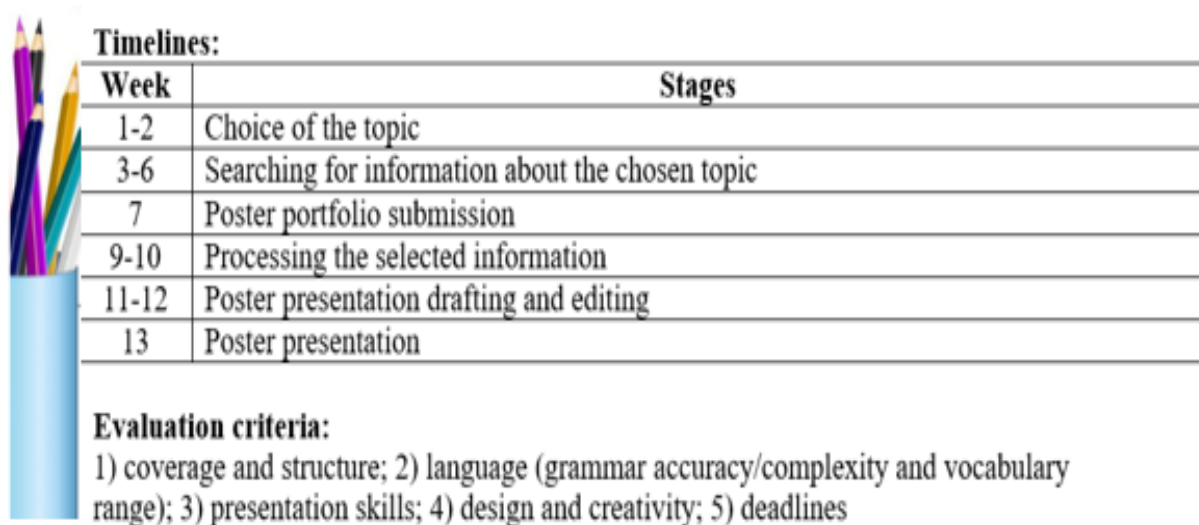 Timelines:
Week Stages
1-2 Choice of the topic
3-6 Searching for information about the chosen topic
7 Poster portfolio submission
9-10 Processing the selected information
11-12 Poster presentation drafting and editing
13 Poster presentation
Evaluation criteria:
1) coverage and structure; 2) language (grammar accuracy/complexity and vocabulary
range); 3) presentation skills; 4) design and creativity; 5) deadlines